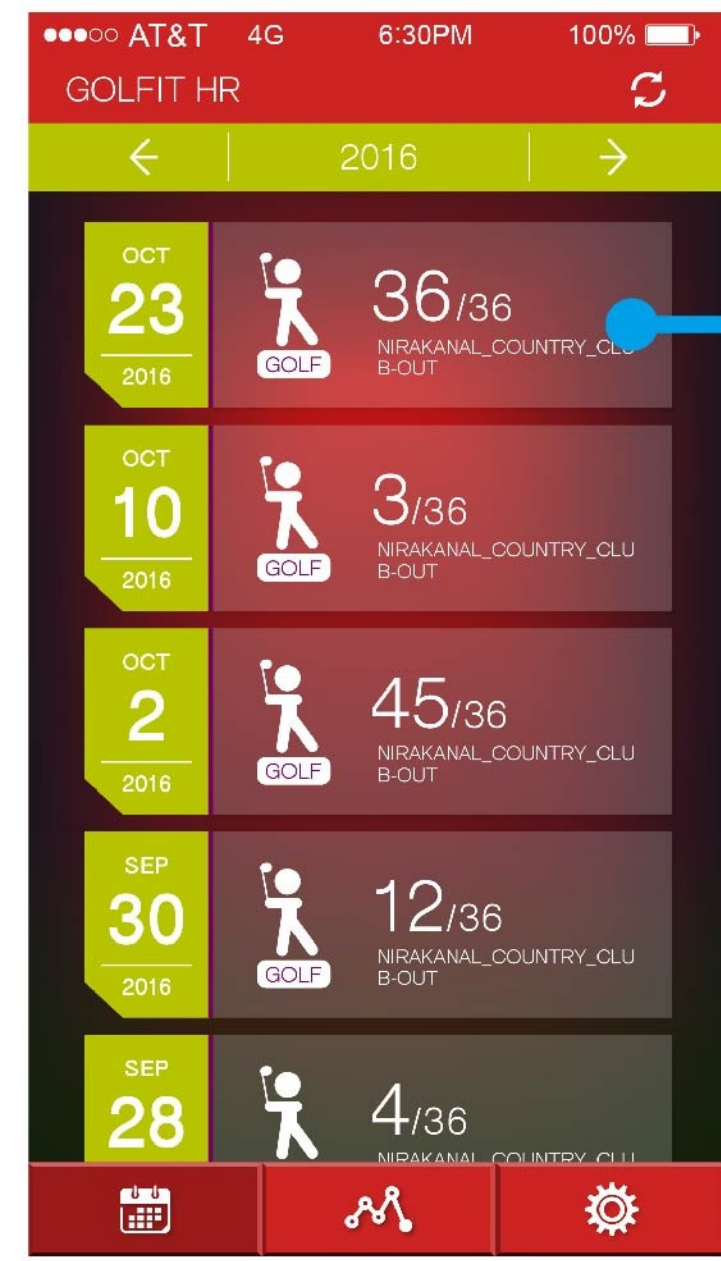 AT&T 4G 6:30PM 100%
GOLFIT HR
2016
OCT
23
2016
GOLF
36/36
NIRAKANAL_COUNTRY_CLU
B-OUT
OCT
10
2016
GOLF
3/36
NIRAKANAL_COUNTRY_CLU
B-OUT
OCT
2
2016
GOLF
45/36
NIRAKANAL_COUNTRY_CLU
B-OUT
SEP
30
2016
GOLF
12/36
NIRAKANAL_COUNTRY_CLU
B-OUT
SEP
28
4/36
NIRAKANAL_COUNTRY_CLU